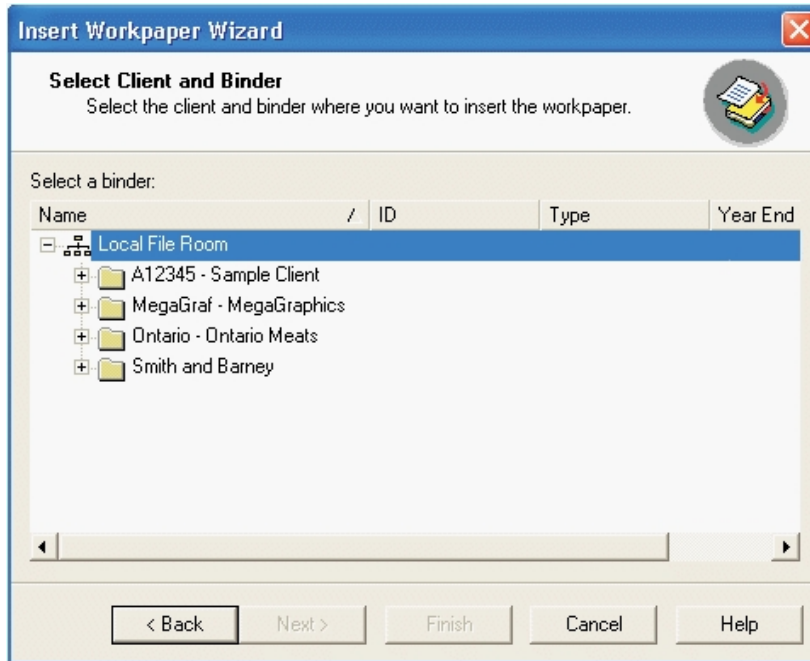 Insert Workpaper Wizard
Select Client and Binder
Select the client and binder where you want to insert the workpaper.
Select a binder:
Name / ID Type Year End
Local File Room
A12345 - Sample Client
MegaGraf - MegaGraphics
Ontario - Ontario Meats
Smith and Barney
< Back Next > Finish Cancel Help